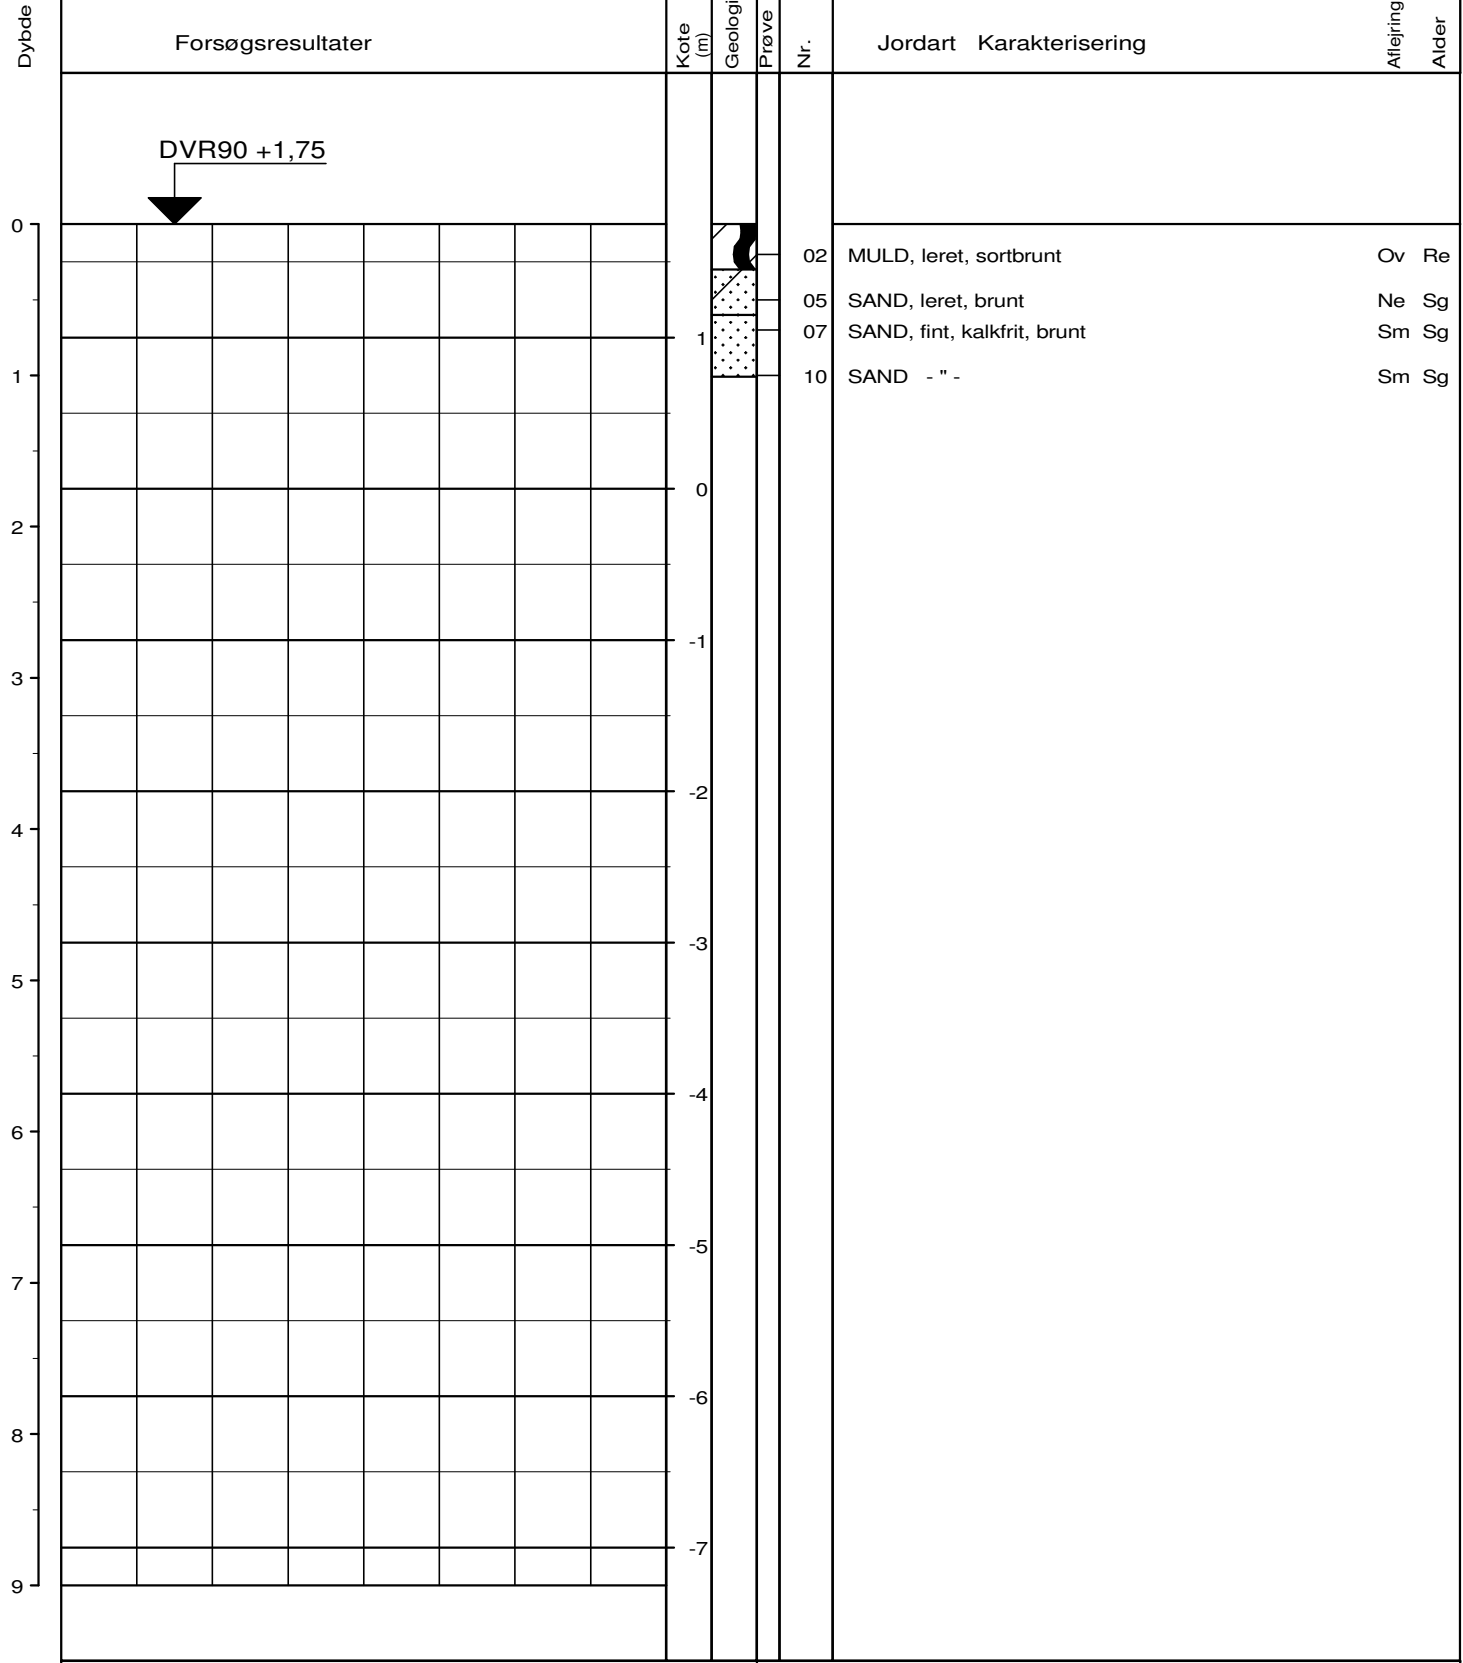 Dybde
Forsøgsresultater
Kote
(m)
Geologi
Prøve
Nr.
Jordart Karakterisering
Aflejring
Alder
DVR90 +1,75
0
02 MULD, leret, sortbrunt Ov Re
05 SAND, leret, brunt Ne Sg
07 SAND, fint, kalkfrit, brunt Sm Sg
1
1
10 SAND - " - Sm Sg
0
2
-1
3
-2
4
-3
5
-4
6
-5
7
-6
8
-7
9